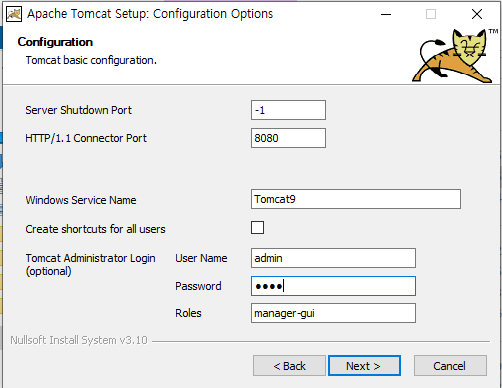 Apache Tomcat Setup: Configuration Options
Configuration
Tomcat basic configuration.
TM
Server Shutdown Port
-1
HTTP/1.1 Connector Port
8080
Windows Service Name
Tomcat9
Create shortcuts for all users
Tomcat Administrator Login
(optional)
User Name
admin
Password
●●●●
Roles
manager-gui
Nullsoft Install System v3.10
< Back
Next >
Cancel